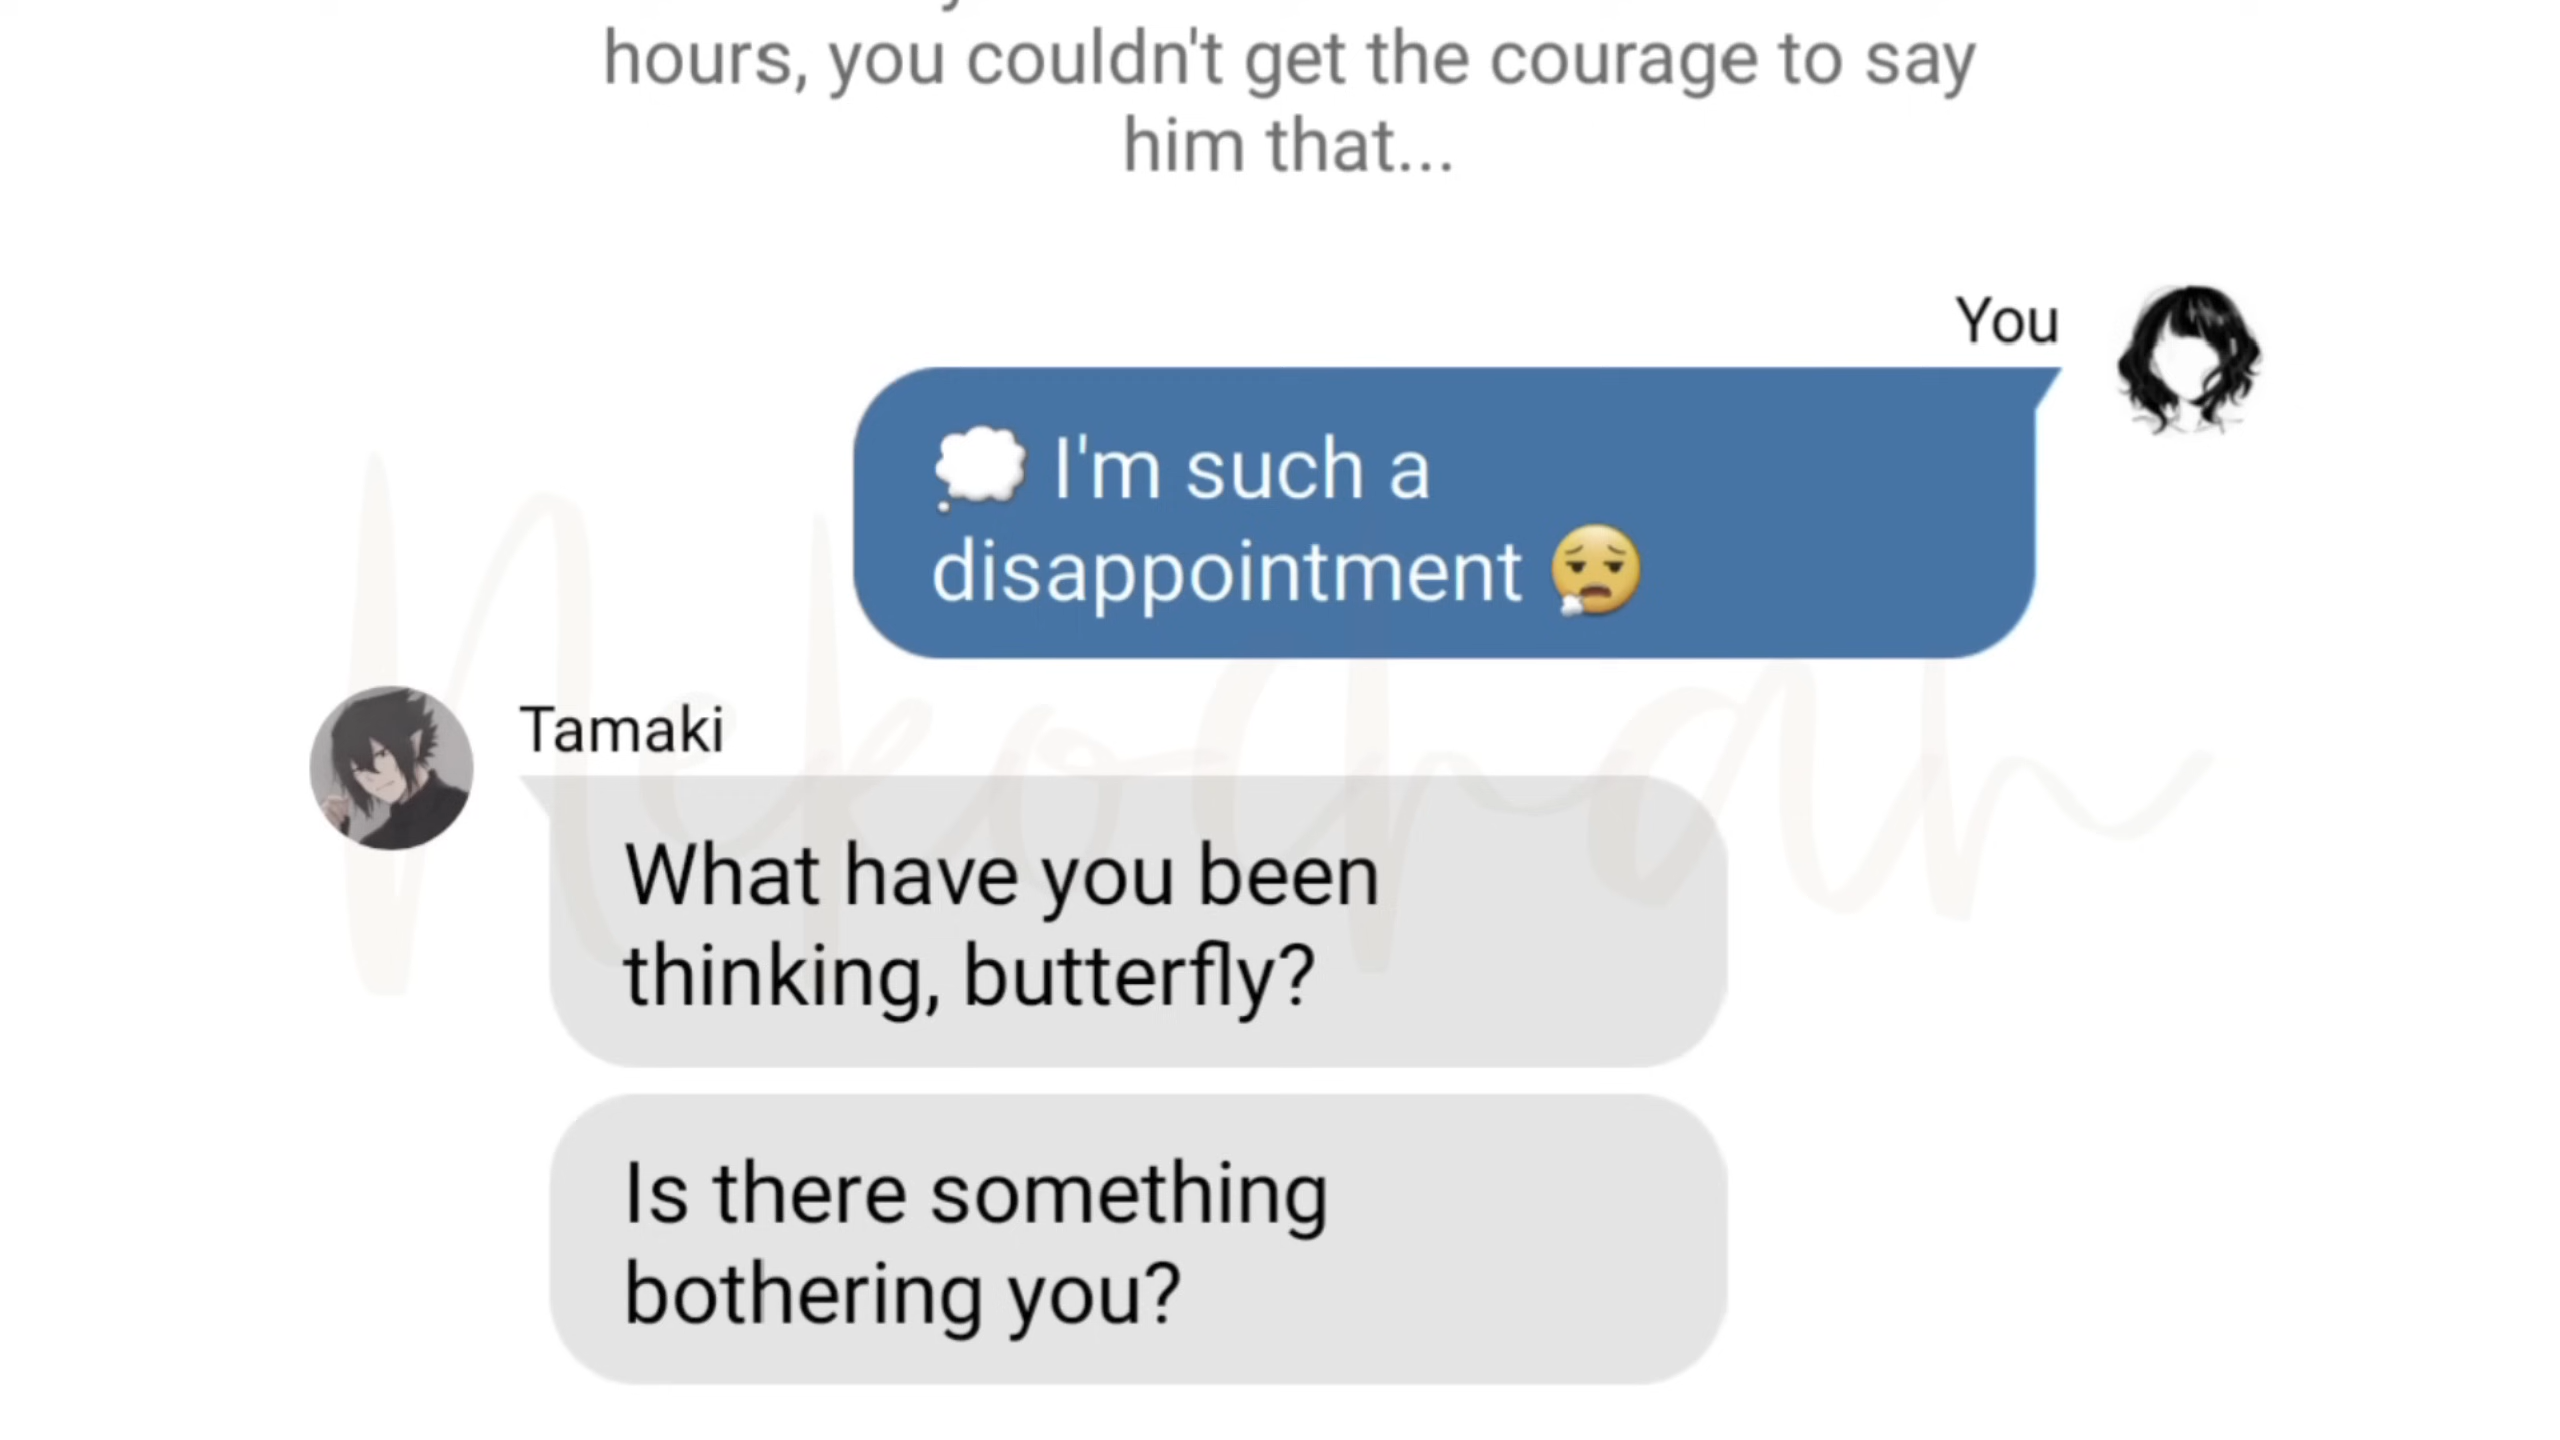 hours, you couldn't get the courage to say
him that...
You
💭 I'm such a
disappointment 😮‍💨
Tamaki
What have you been
thinking, butterfly?
Is there something
bothering you?
Nekochan